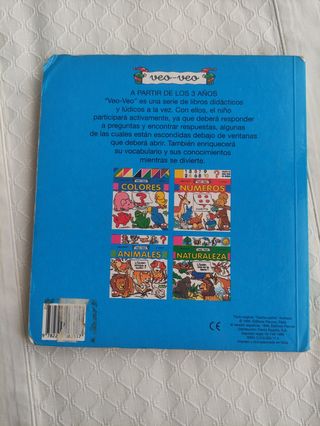 veo-veo
A PARTIR DE LOS 3 AÑOS
"Veo-Veo" es una serie de libros didácticos
y lúdicos a la vez. Con ellos, el niño
participará activamente, ya que deberá responder
a preguntas y encontrar respuestas, algunas
de las cuales están escondidas debajo de ventanas
que deberá abrir. También enriquecerá
su vocabulario y sus conocimientos
mientras se divierte.
COLORES
NÚMEROS
ANIMALES
NATURALEZA
CE